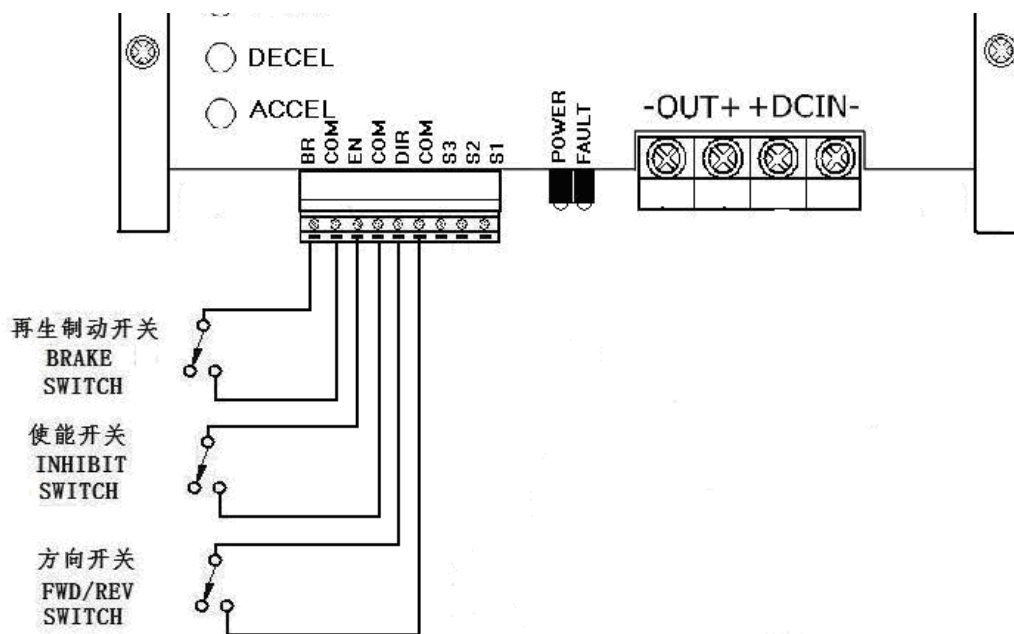 DECEL
ACCEL
BR
COM
EN
COM
DIR
COM
S3
S2
S1
POWER
FAULT
-OUT+ +DCIN-
再生制动开关
BRAKE
SWITCH
使能开关
INHIBIT
SWITCH
方向开关
FWD/REV
SWITCH